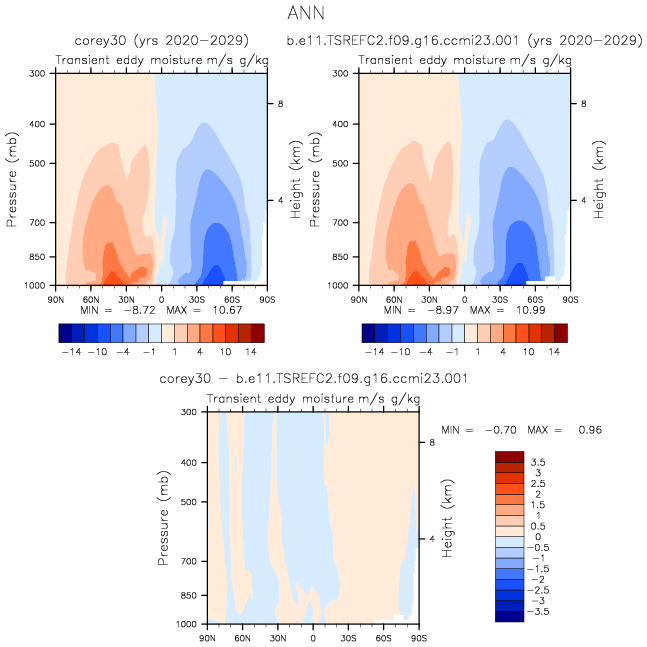 ANN
corey30 (yrs 2020-2029)
Transient eddy moisture m/s g/kg
300
400
500
700
850
1000
Pressure (mb)
8
4
Height (km)
90N 60N 30N 0 30S 60S 90S
MIN = -8.72 MAX = 10.67
-14 -10 -4 -1 1 4 10 14
b.e11.TSREFC2.f09.g16.ccmi23.001 (yrs 2020-2029)
Transient eddy moisture m/s g/kg
300
400
500
700
850
1000
Pressure (mb)
8
4
Height (km)
90N 60N 30N 0 30S 60S 90S
MIN = -8.97 MAX = 10.99
-14 -10 -4 -1 1 4 10 14
corey30 - b.e11.TSREFC2.f09.g16.ccmi23.001
Transient eddy moisture m/s g/kg
300
400
500
700
850
1000
Pressure (mb)
8
4
Height (km)
90N 60N 30N 0 30S 60S 90S
MIN = -0.70 MAX = 0.96
3.5
3
2.5
2
1.5
1
0.5
0
-0.5
-1
-1.5
-2
-2.5
-3
-3.5